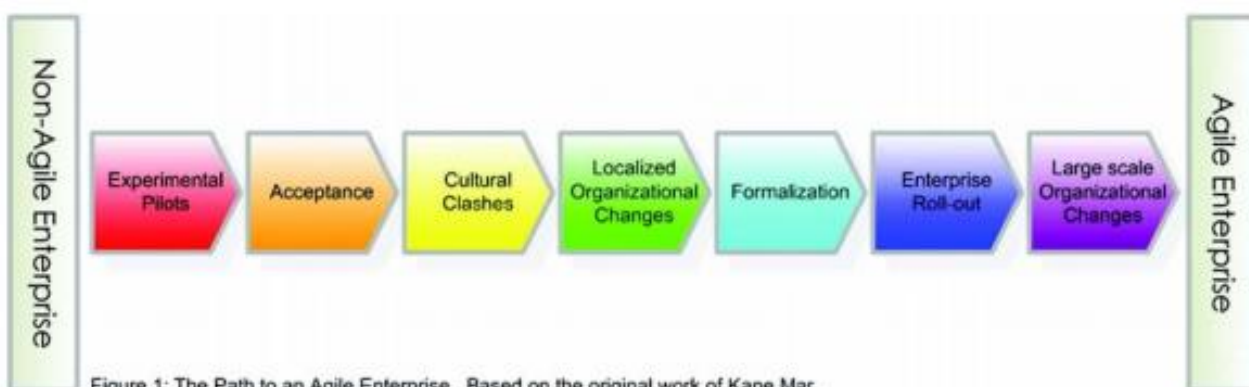 Non-Agile Enterprise
Experimental
Pilots
Acceptance
Cultural
Clashes
Localized
Organizational
Changes
Formalization
Enterprise
Roll-out
Large scale
Organizational
Changes
Agile Enterprise
Figure 1: The Path to an Agile Enterprise. Based on the original work of Kane Mar